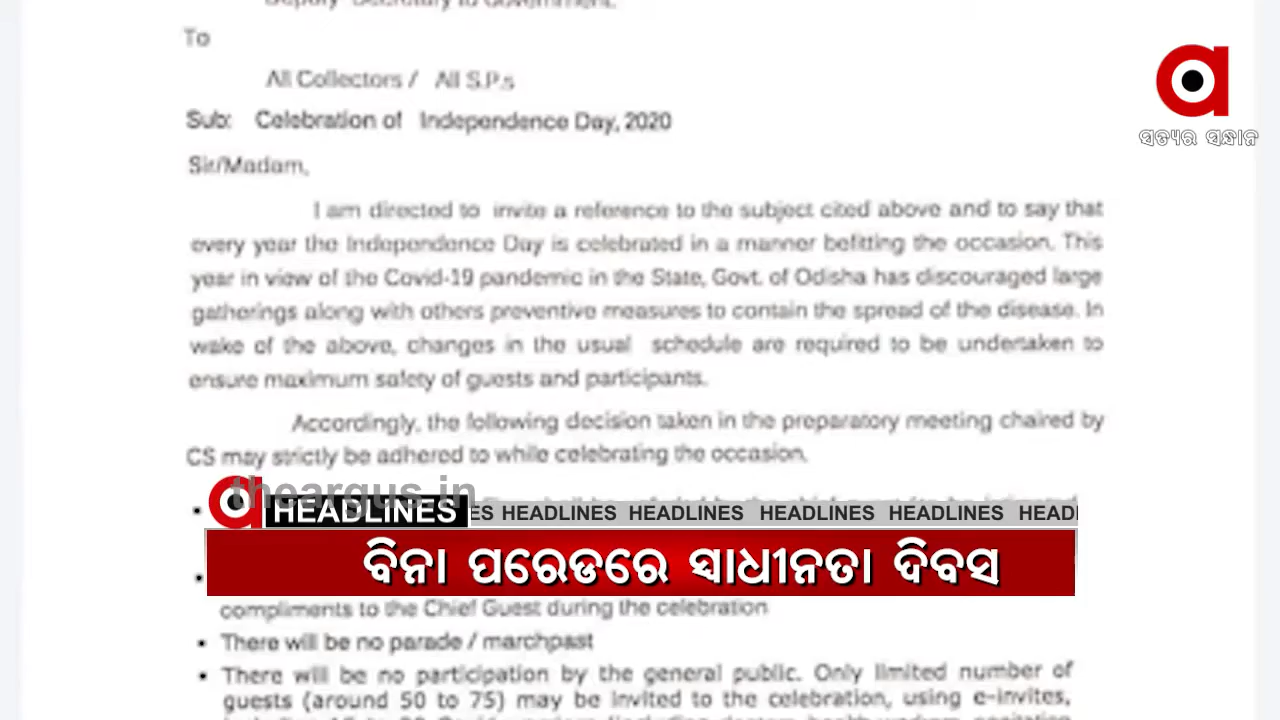 Deputy Secretary to Government.
To
All Collectors / All S.P.s
Sub: Celebration of Independence Day, 2020
Sir/Madam,
I am directed to invite a reference to the subject cited above and to say that
every year the Independence Day is celebrated in a manner befitting the occasion. This
year in view of the Covid-19 pandemic in the State, Govt. of Odisha has discouraged large
gatherings along with others preventive measures to contain the spread of the disease. In
wake of the above, changes in the usual schedule are required to be undertaken to
ensure maximum safety of guests and participants.
Accordingly, the following decision taken in the preparatory meeting chaired by
CS may strictly be adhered to while celebrating the occasion.
theargus.in
HEADLINES ES HEADLINES HEADLINES HEADLINES HEADLINES HEADL
ବିନା ପରେଡରେ ସ୍ୱାଧୀନତା ଦିବସ
compliments to the Chief Guest during the celebration
• There will be no parade / marchpast
• There will be no participation by the general public. Only limited number of
guests (around 50 to 75) may be invited to the celebration, using e-invites,
a
ସତ୍ୟର ସନ୍ଧାନ